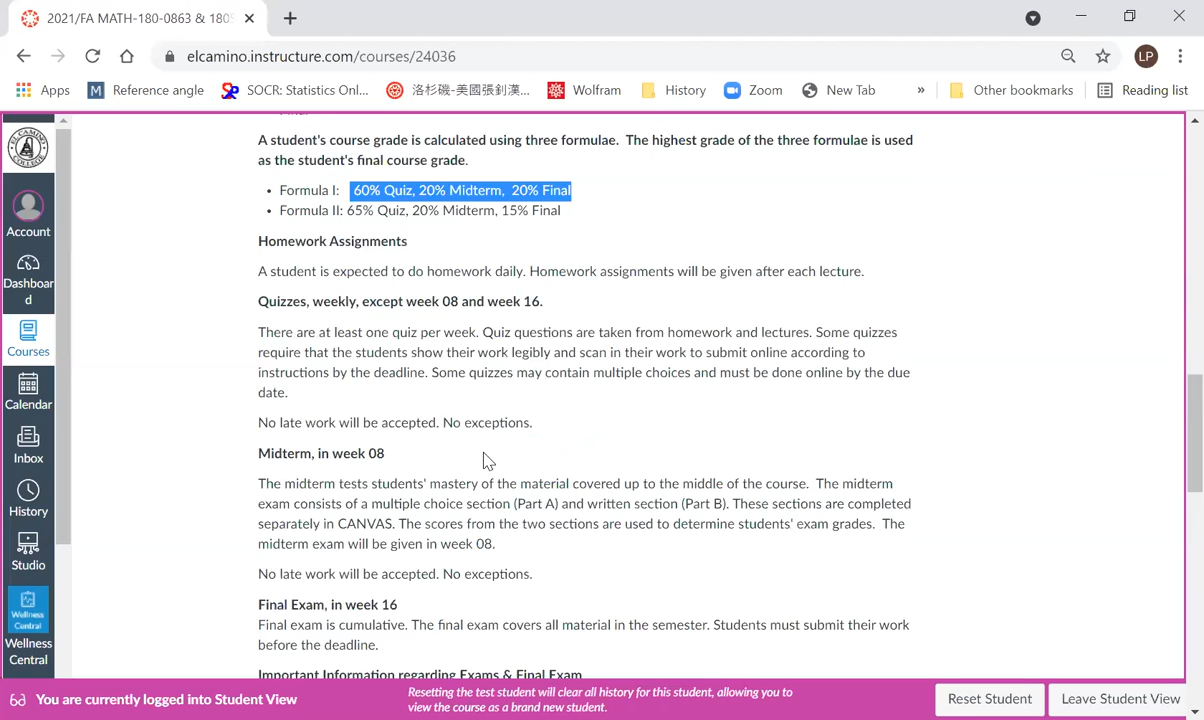 2021/FA MATH-180-0863 & 180S
elcamino.instructure.com/courses/24036
LP
Apps
M Reference angle
SOCR: Statistics Onl...
洛杉磯-美國張釗漢...
Wolfram
History
Zoom
New Tab
»
Other bookmarks
Reading list
A student's course grade is calculated using three formulae. The highest grade of the three formulae is used
as the student's final course grade.
• Formula I: 60% Quiz, 20% Midterm, 20% Final
• Formula II: 65% Quiz, 20% Midterm, 15% Final
Homework Assignments
A student is expected to do homework daily. Homework assignments will be given after each lecture.
Quizzes, weekly, except week 08 and week 16.
There are at least one quiz per week. Quiz questions are taken from homework and lectures. Some quizzes
require that the students show their work legibly and scan in their work to submit online according to
instructions by the deadline. Some quizzes may contain multiple choices and must be done online by the due
date.
No late work will be accepted. No exceptions.
Midterm, in week 08
The midterm tests students' mastery of the material covered up to the middle of the course. The midterm
exam consists of a multiple choice section (Part A) and written section (Part B). These sections are completed
separately in CANVAS. The scores from the two sections are used to determine students' exam grades. The
midterm exam will be given in week 08.
No late work will be accepted. No exceptions.
Final Exam, in week 16
Final exam is cumulative. The final exam covers all material in the semester. Students must submit their work
before the deadline.
Important Information regarding Exams & Final Exam
Account
Dashboar
d
Courses
Calendar
Inbox
History
Studio
Wellness
Central
Wellness
Central
You are currently logged into Student View
Resetting the test student will clear all history for this student, allowing you to
view the course as a brand new student.
Reset Student
Leave Student View